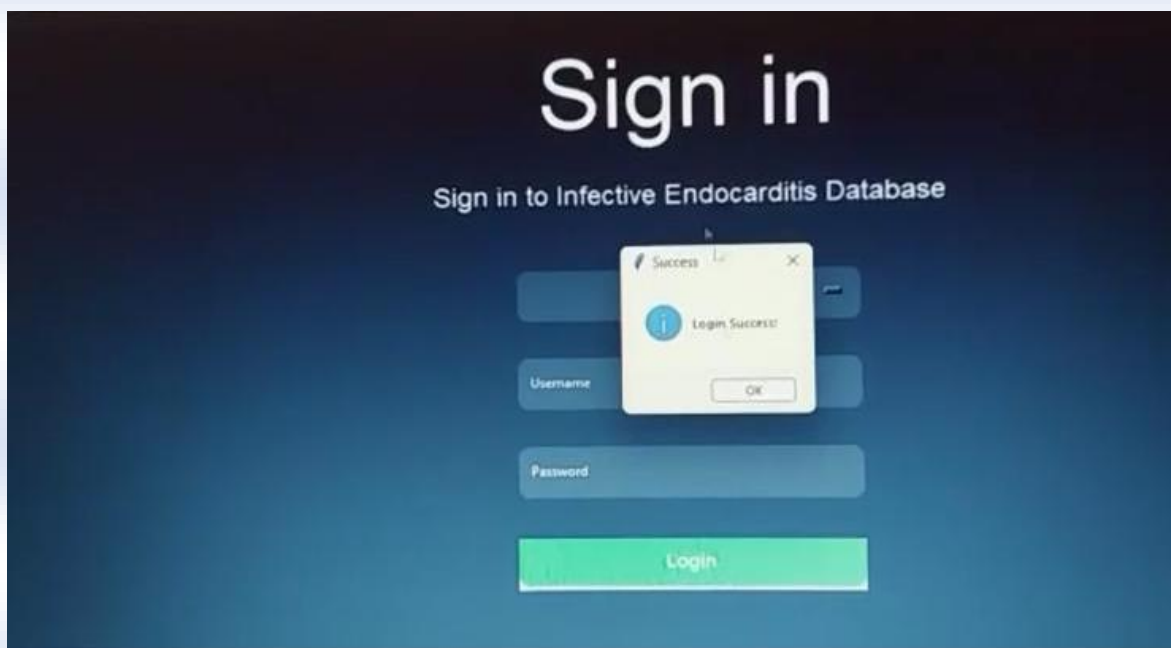 Sign in
Sign in to Infective Endocarditis Database
Success
Login Success!
Username
OK
Password
Login